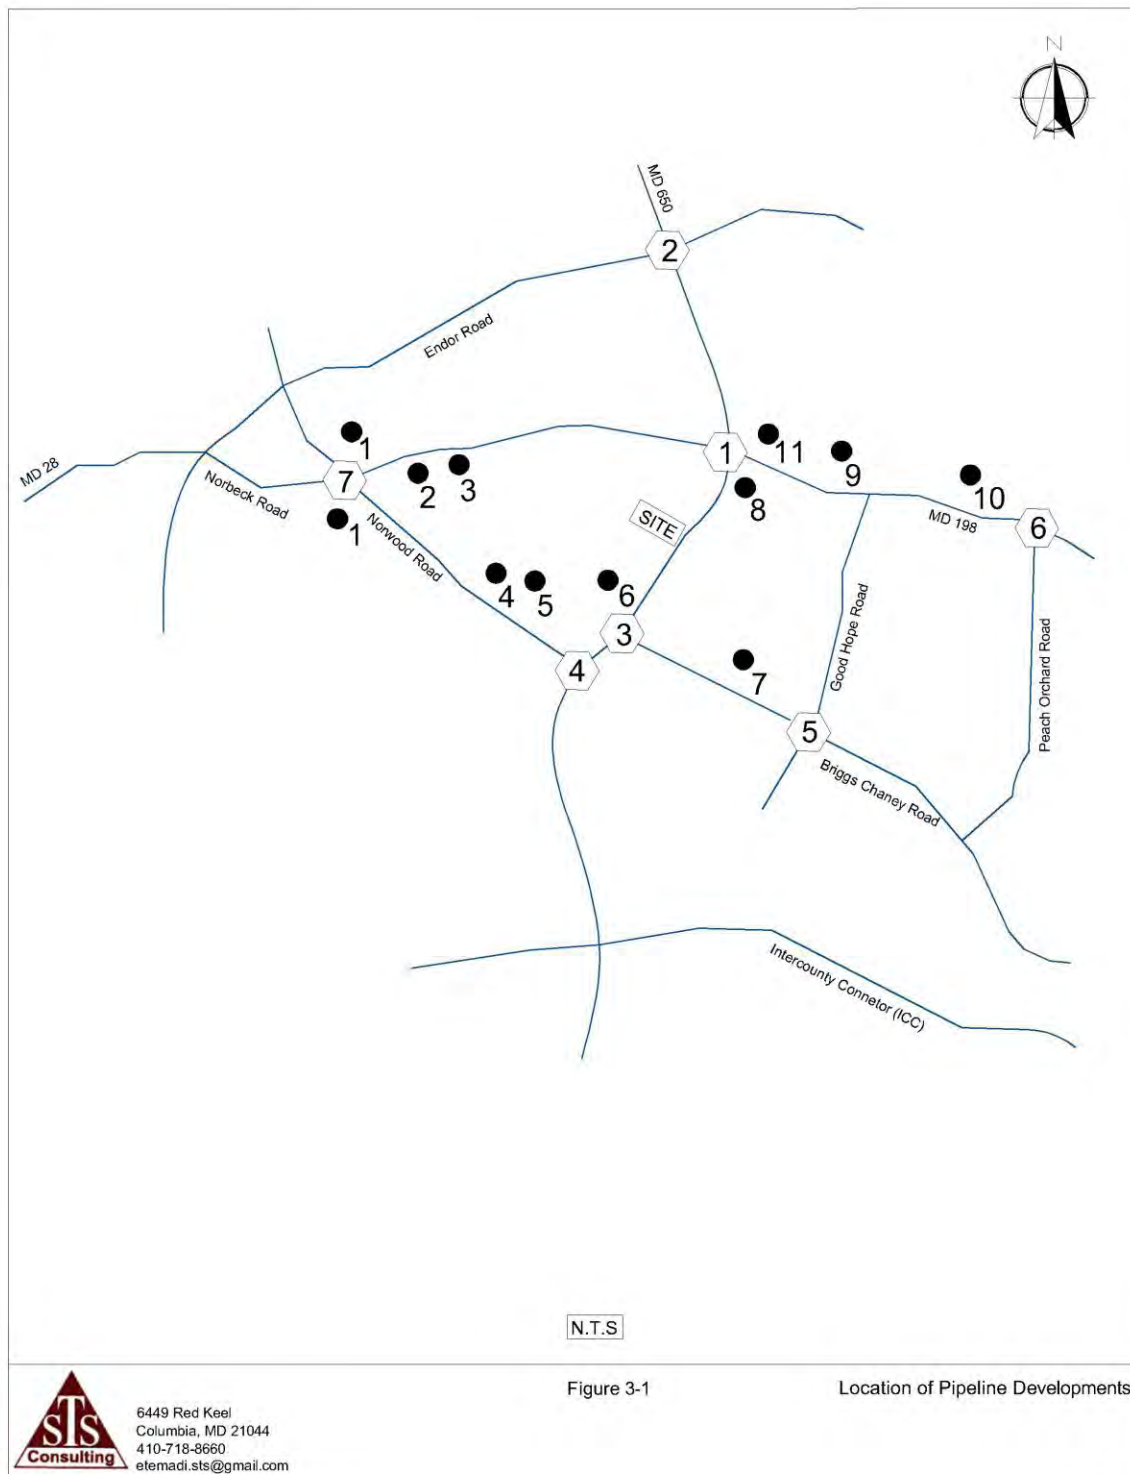 N
MD 650
2
Endor Road
1
11
1
9
MD 28
7
2
3
8
10
Norbeck Road
SITE
MD 198
6
1
Norwood Road
4
5
6
3
Good Hope Road
4
7
Peach Orchard Road
5
Briggs Chaney Road
Intercounty Connetor (ICC)
N.T.S
Figure 3-1
Location of Pipeline Developments
STS
Consulting
6449 Red Keel
Columbia, MD 21044
410-718-8660
etemadi.sts@gmail.com